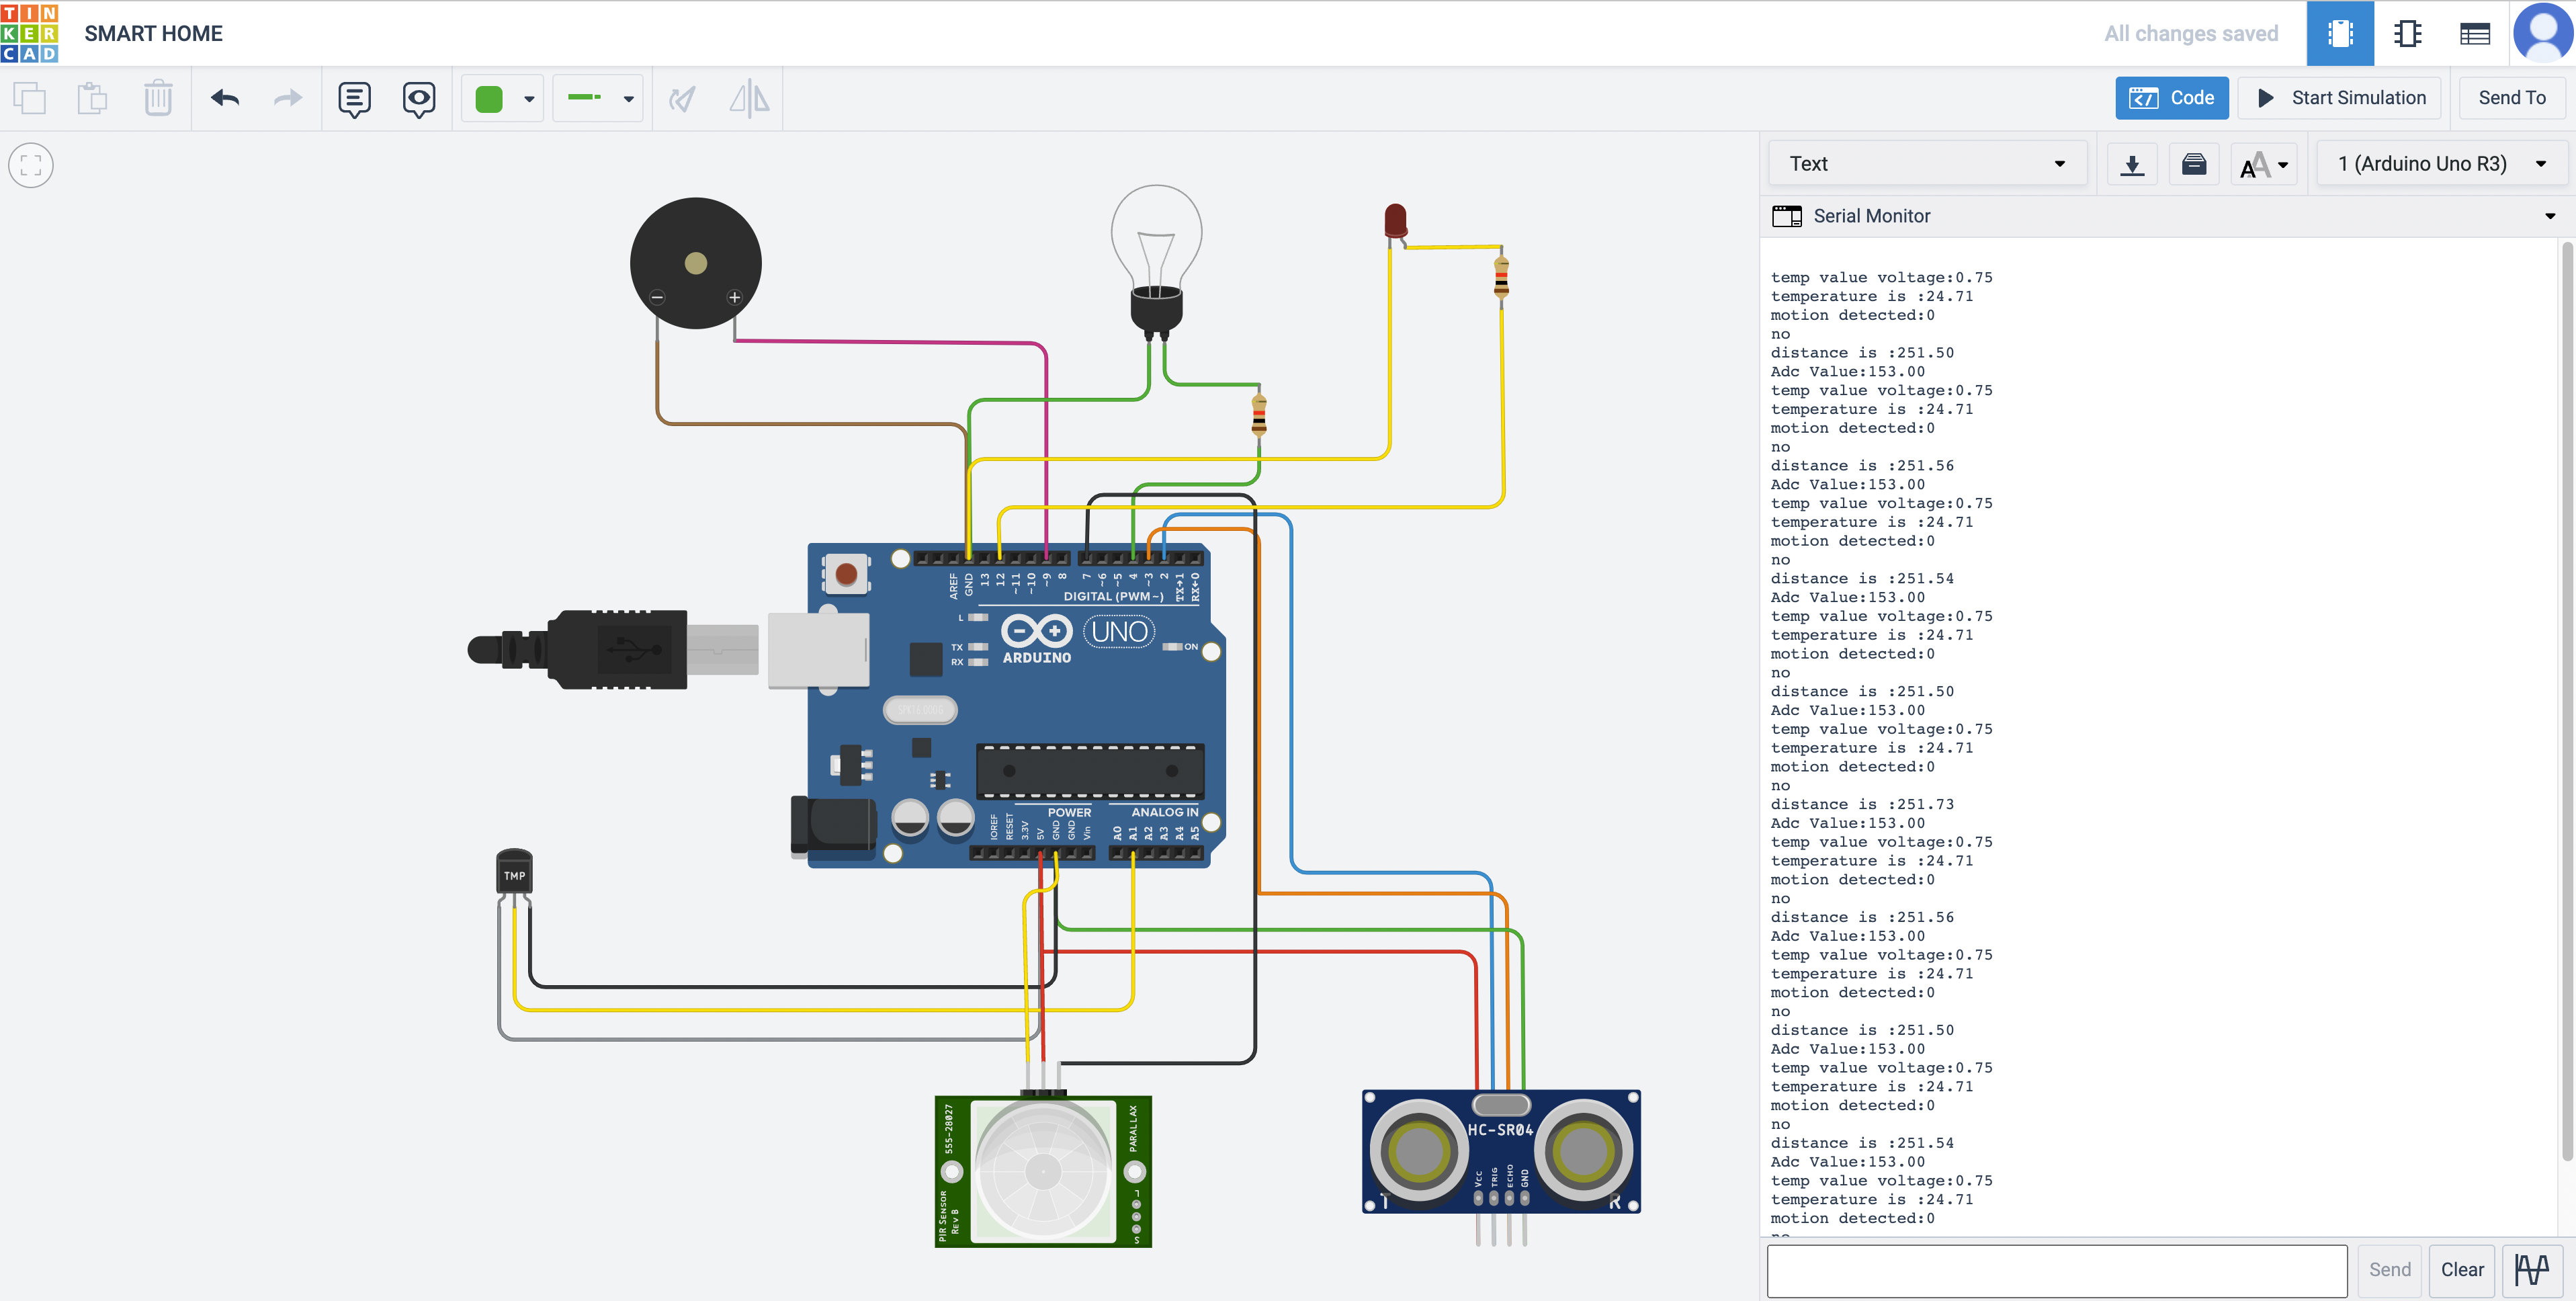 TIN
KER
CAD
SMART HOME
All changes saved
Code
Start Simulation
Send To
Text
1 (Arduino Uno R3)
Serial Monitor
temp value voltage:0.75
temperature is :24.71
motion detected:0
no
distance is :251.50
Adc Value:153.00
temp value voltage:0.75
temperature is :24.71
motion detected:0
no
distance is :251.56
Adc Value:153.00
temp value voltage:0.75
temperature is :24.71
motion detected:0
no
distance is :251.54
Adc Value:153.00
temp value voltage:0.75
temperature is :24.71
motion detected:0
no
distance is :251.50
Adc Value:153.00
temp value voltage:0.75
temperature is :24.71
motion detected:0
no
distance is :251.73
Adc Value:153.00
temp value voltage:0.75
temperature is :24.71
motion detected:0
no
distance is :251.56
Adc Value:153.00
temp value voltage:0.75
temperature is :24.71
motion detected:0
no
distance is :251.50
Adc Value:153.00
temp value voltage:0.75
temperature is :24.71
motion detected:0
no
distance is :251.54
Adc Value:153.00
temp value voltage:0.75
temperature is :24.71
motion detected:0
no
Send
Clear
AREF GND 13 12 ~11 ~10 ~9 8 7 ~6 ~5 4 ~3 2 TX→1 RX←0
DIGITAL (PWM~)
L
TX
RX
ARDUINO
UNO
ON
POWER
ANALOG IN
IOREF RESET 3.3V 5V GND GND Vin A0 A1 A2 A3 A4 A5
TMP
555-28027
PARALLAX
PIR SENSOR
REV B
S
HC-SR04
VCC TRIG ECHO GND
T
R